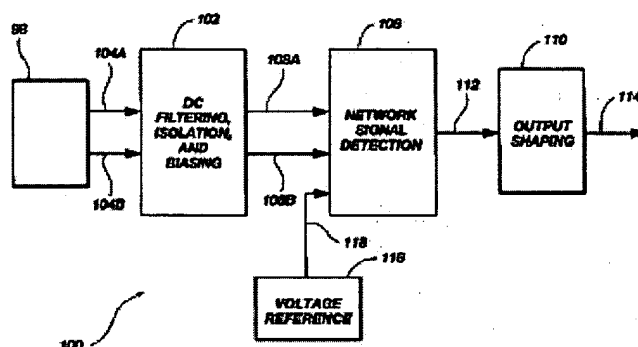 98
102
104A
104B
DC
FILTERING,
ISOLATION,
AND
BIASING
108A
108B
106
NETWORK
SIGNAL
DETECTION
112
110
OUTPUT
SHAPING
114
118
116
VOLTAGE
REFERENCE
100